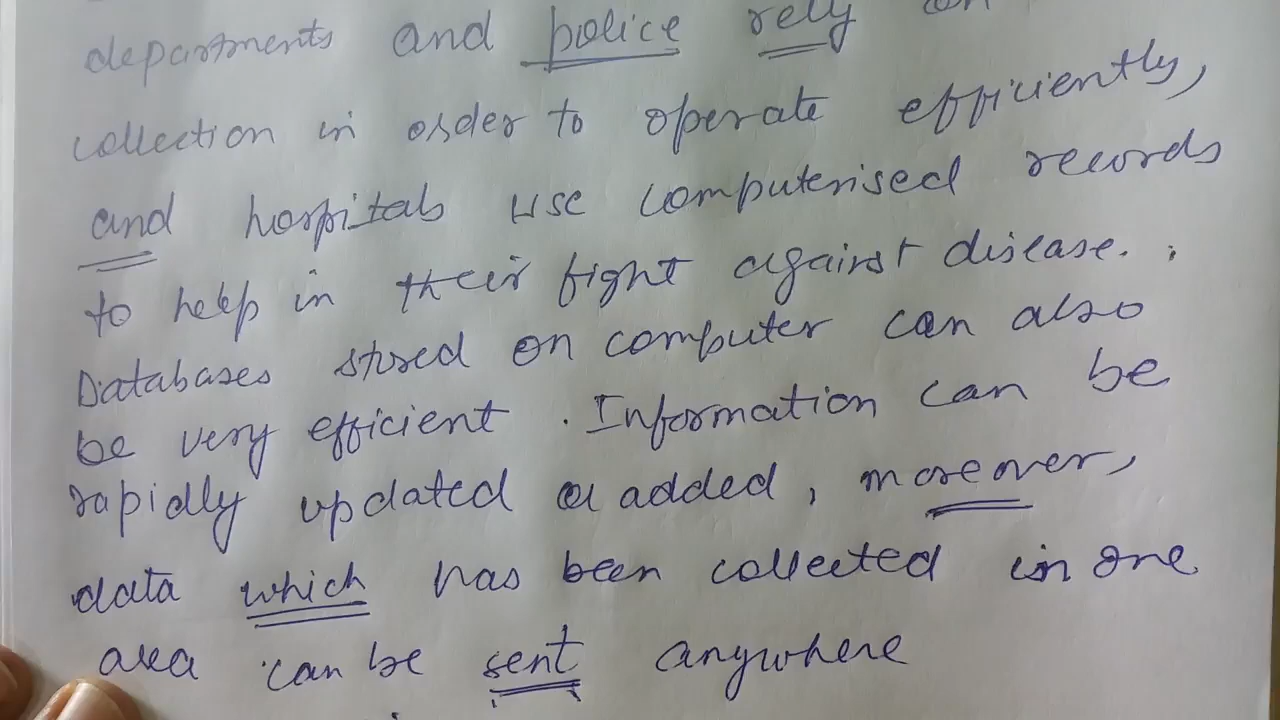 departments and police rely on
collection in order to operate efficiently,
and hospitals use computerised records
to help in their fight against disease.
Databases stored on computer can also
be very efficient. Information can be
rapidly updated or added, moreover,
data which has been collected in one
area can be sent anywhere